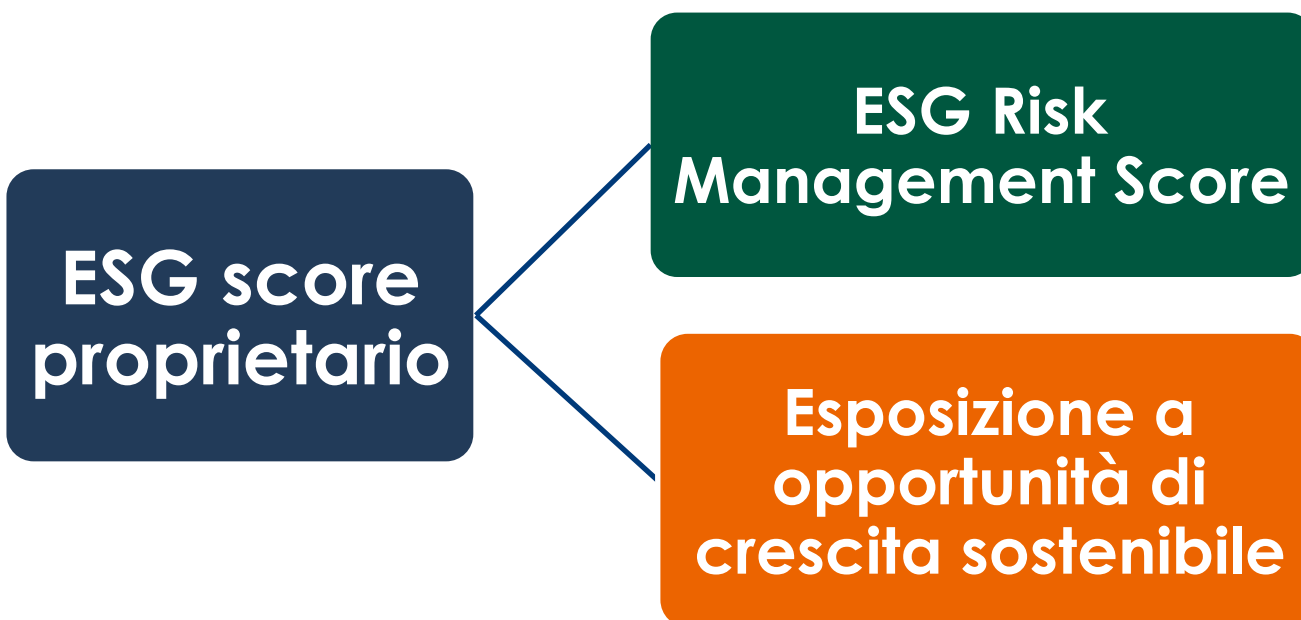 ESG score
proprietario
ESG Risk
Management Score
Esposizione a
opportunità di
crescita sostenibile